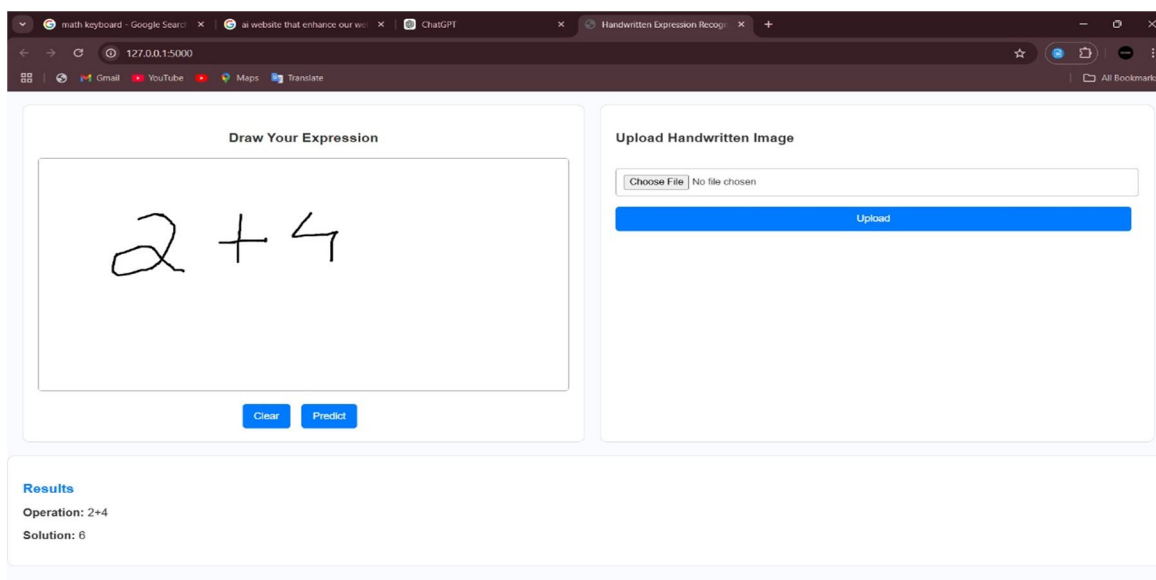 math keyboard - Google Searc
ai website that enhance our we
ChatGPT
Handwritten Expression Recogn
127.0.0.1:5000
Gmail YouTube Maps Translate
All Bookmark
Draw Your Expression
2 + 4
Clear Predict
Upload Handwritten Image
Choose File No file chosen
Upload
Results
Operation: 2+4
Solution: 6